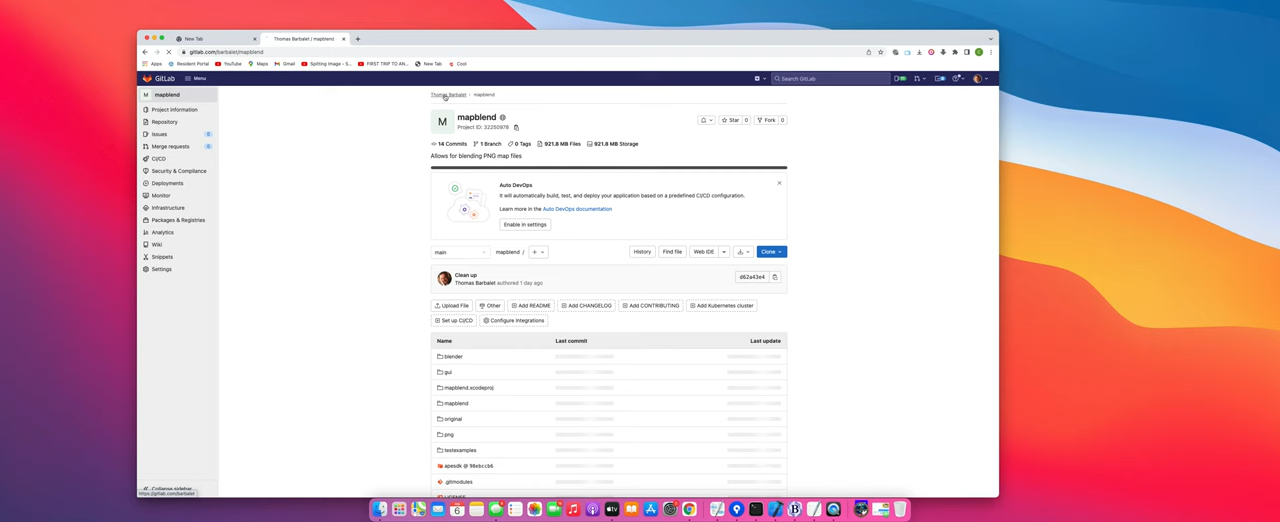 New Tab
Thomas Barbalet / mapblend
gitlab.com/barbalet/mapblend
Apps Resident Portal YouTube Maps Gmail Spitting Image - S... FIRST TRIP TO AN... New Tab Cool
GitLab Menu Search GitLab
M mapblend
Thomas Barbalet › mapblend
Project information
Repository
Issues 0
Merge requests 0
CI/CD
Security & Compliance
Deployments
Monitor
Infrastructure
Packages & Registries
Analytics
Wiki
Snippets
Settings
Collapse sidebar
https://gitlab.com/barbalet
M
mapblend
Project ID: 32250978
Star 0 Fork 0
14 Commits 1 Branch 0 Tags 921.8 MB Files 921.8 MB Storage
Allows for blending PNG map files
Auto DevOps
It will automatically build, test, and deploy your application based on a predefined CI/CD configuration.
Learn more in the Auto DevOps documentation
Enable in settings
main mapblend / + History Find file Web IDE Clone
Clean up
Thomas Barbalet authored 1 day ago
d62a43e4
Upload File Other Add README Add CHANGELOG Add CONTRIBUTING Add Kubernetes cluster
Set up CI/CD Configure Integrations
Name Last commit Last update
blender
gui
mapblend.xcodeproj
mapblend
original
png
testexamples
apesdk @ 98ebccb6
.gitmodules
LICENSE